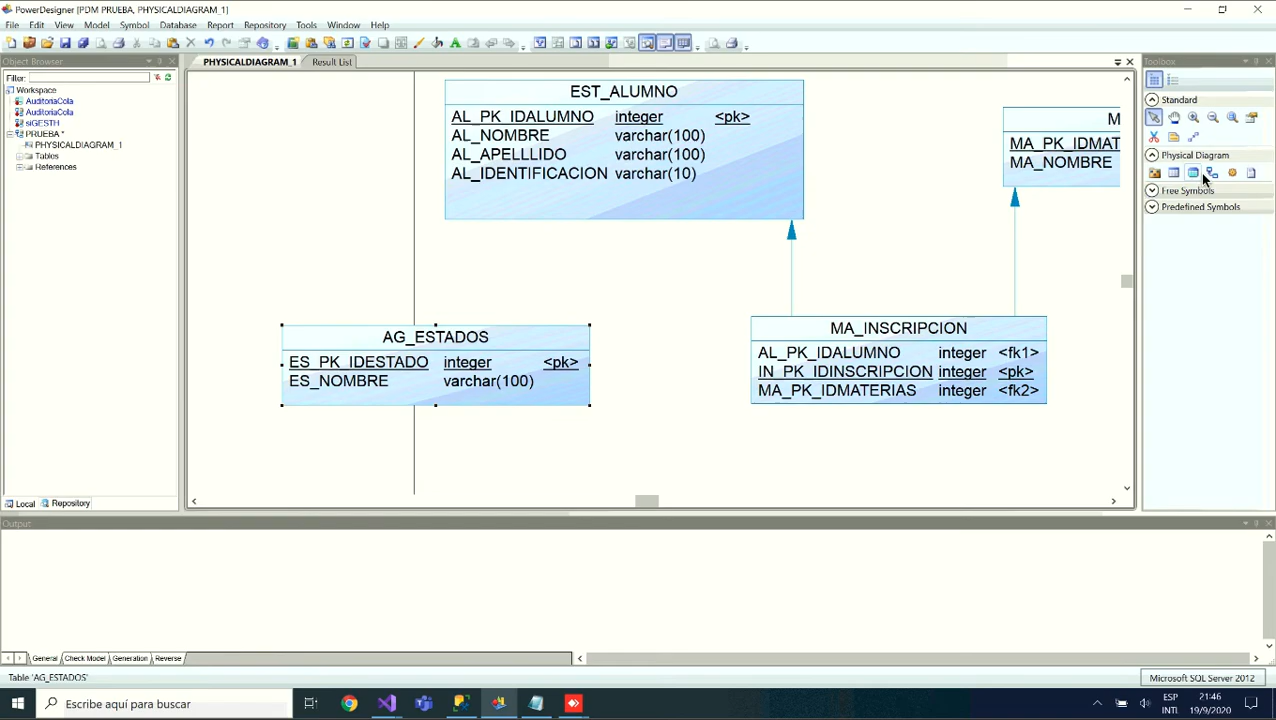 PowerDesigner [PDM PRUEBA, PHYSICALDIAGRAM_1]
File Edit View Model Symbol Database Report Repository Tools Window Help
Object Browser
Filter:
Workspace
AuditoriaCola
AuditoriaCola
siGESTH
PRUEBA *
PHYSICALDIAGRAM_1
Tables
References
Local Repository
PHYSICALDIAGRAM_1 Result List
EST_ALUMNO
AL_PK_IDALUMNO integer <pk>
AL_NOMBRE varchar(100)
AL_APELLLIDO varchar(100)
AL_IDENTIFICACION varchar(10)
M
MA_PK_IDMAT
MA_NOMBRE
AG_ESTADOS
ES_PK_IDESTADO integer <pk>
ES_NOMBRE varchar(100)
MA_INSCRIPCION
AL_PK_IDALUMNO integer <fk1>
IN_PK_IDINSCRIPCION integer <pk>
MA_PK_IDMATERIAS integer <fk2>
Toolbox
Standard
Physical Diagram
Free Symbols
Predefined Symbols
Output
General Check Model Generation Reverse
Table 'AG_ESTADOS'
Microsoft SQL Server 2012
Escribe aquí para buscar
ESP
INTL
21:46
19/9/2020